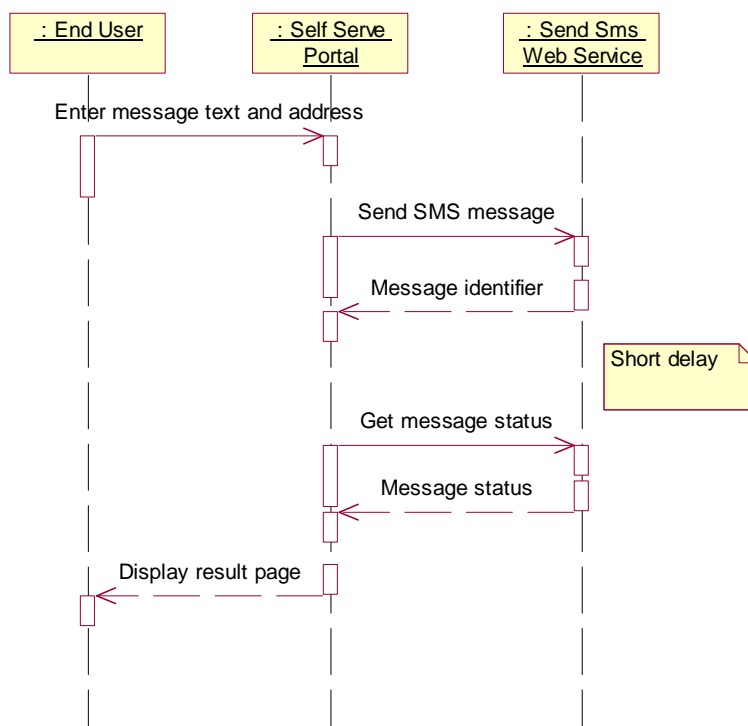 : End User
: Self Serve
Portal
: Send Sms
Web Service
Enter message text and address
Send SMS message
Message identifier
Short delay
Get message status
Message status
Display result page